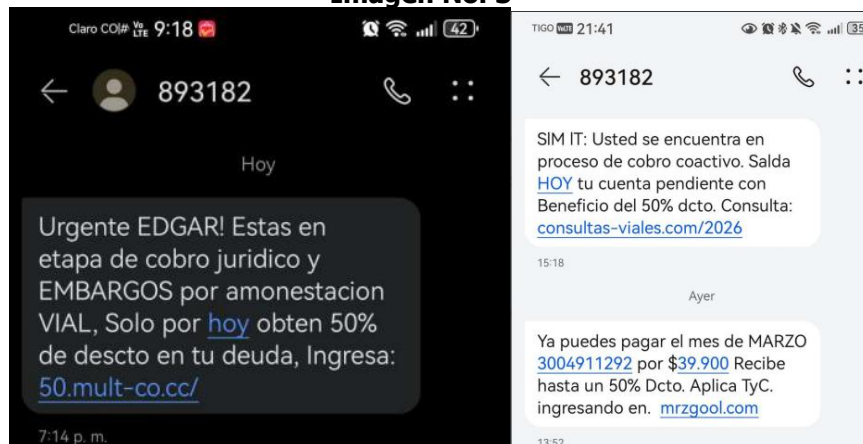 Claro CO|# Vo LTE 9:18 42
893182
Hoy
Urgente EDGAR! Estas en
etapa de cobro juridico y
EMBARGOS por amonestacion
VIAL, Solo por hoy obten 50%
de descto en tu deuda, Ingresa:
50.mult-co.cc/
7:14 p. m.
TIGO 21:41 35
893182
SIM IT: Usted se encuentra en
proceso de cobro coactivo. Salda
HOY tu cuenta pendiente con
Beneficio del 50% dcto. Consulta:
consultas-viales.com/2026
15:18
Ayer
Ya puedes pagar el mes de MARZO
3004911292 por $39.900 Recibe
hasta un 50% Dcto. Aplica TyC.
ingresando en. mrzgool.com
13:52